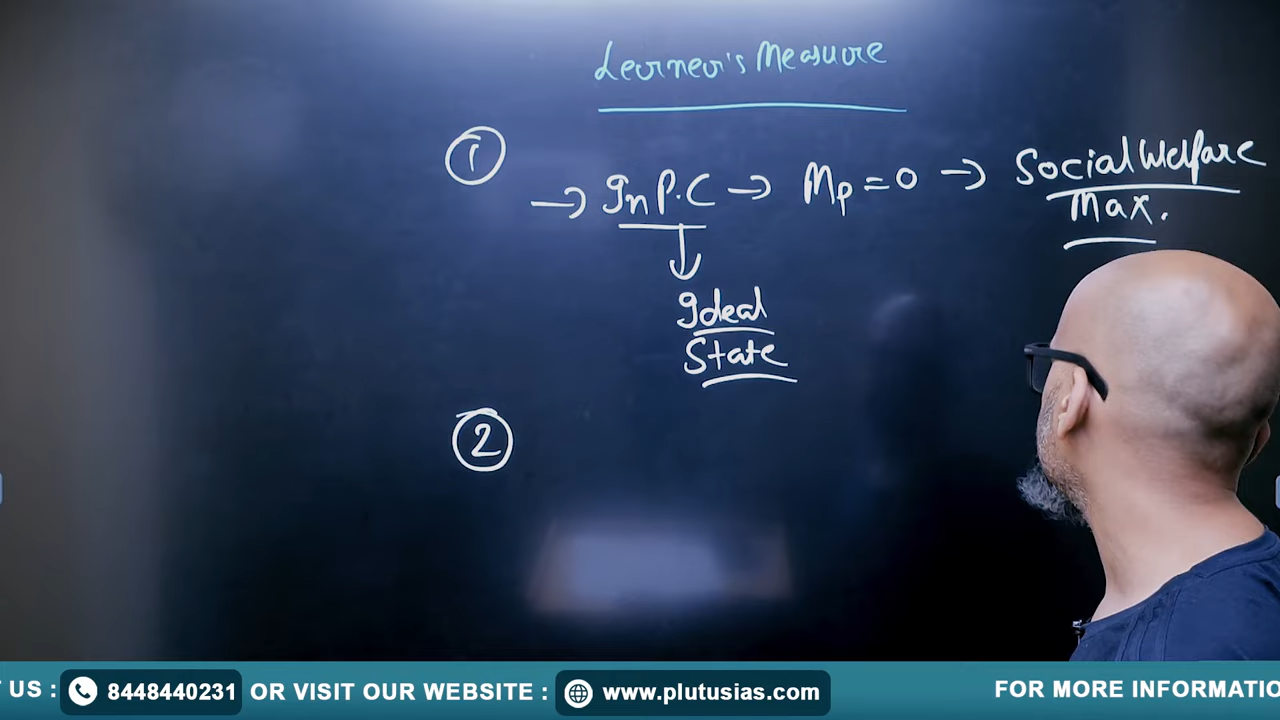 Lerner's Measure
①
→ In P.C → Mp = 0 → Social Welfare
Max.
↓
Ideal
State
②
T US : 8448440231 OR VISIT OUR WEBSITE : www.plutusias.com FOR MORE INFORMATIO